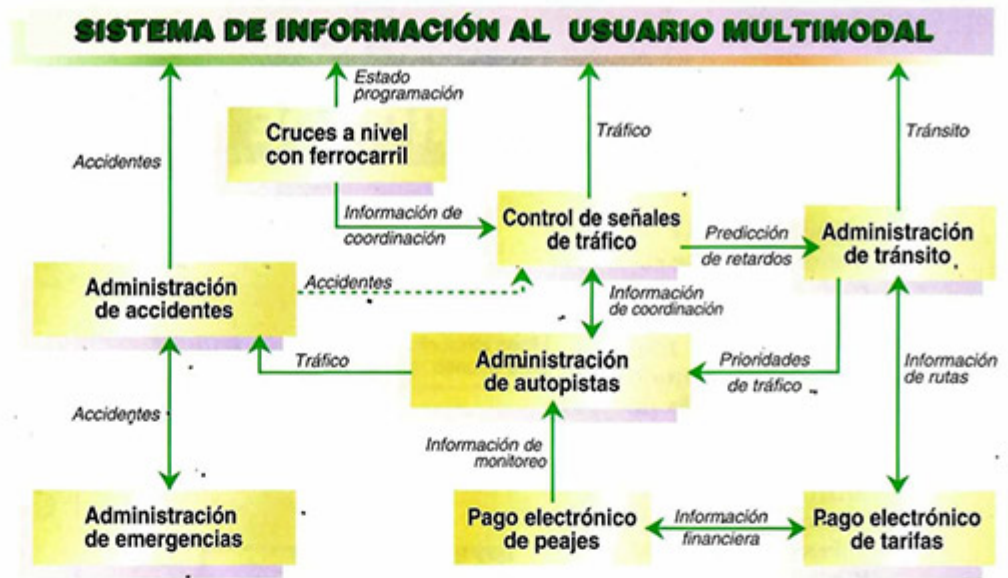 SISTEMA DE INFORMACIÓN AL USUARIO MULTIMODAL
Estado
programación
Cruces a nivel
con ferrocarril
Accidentes
Tráfico
Tránsito
Información de
coordinación
Control de señales
de tráfico
Predicción
de retardos
Administración
de tránsito
Administración
de accidentes
Accidentes
Información
de coordinación
Tráfico
Administración
de autopistas
Prioridades
de tráfico
Información
de rutas
Accidentes
Información de
monitoreo
Administración
de emergencias
Pago electrónico
de peajes
Información
financiera
Pago electrónico
de tarifas